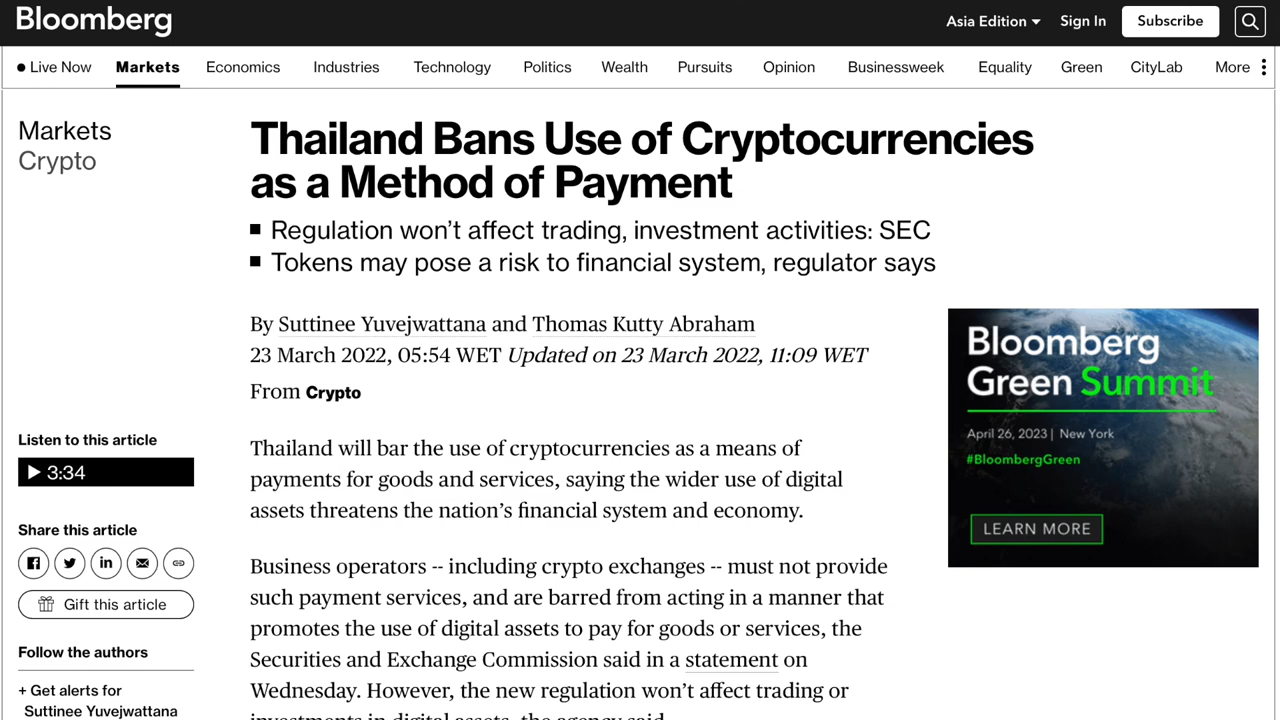 Bloomberg
Asia Edition
Sign In
Subscribe
Live Now
Markets
Economics
Industries
Technology
Politics
Wealth
Pursuits
Opinion
Businessweek
Equality
Green
CityLab
More
Markets
Crypto
Thailand Bans Use of Cryptocurrencies
as a Method of Payment
Regulation won’t affect trading, investment activities: SEC
Tokens may pose a risk to financial system, regulator says
By Suttinee Yuvejwattana and Thomas Kutty Abraham
23 March 2022, 05:54 WET Updated on 23 March 2022, 11:09 WET
From Crypto
Listen to this article
3:34
Share this article
Gift this article
Follow the authors
+ Get alerts for
Suttinee Yuvejwattana
Thailand will bar the use of cryptocurrencies as a means of
payments for goods and services, saying the wider use of digital
assets threatens the nation’s financial system and economy.
Business operators -- including crypto exchanges -- must not provide
such payment services, and are barred from acting in a manner that
promotes the use of digital assets to pay for goods or services, the
Securities and Exchange Commission said in a statement on
Wednesday. However, the new regulation won’t affect trading or
investments in digital assets, the agency said.
Bloomberg
Green Summit
April 26, 2023 | New York
#BloombergGreen
LEARN MORE